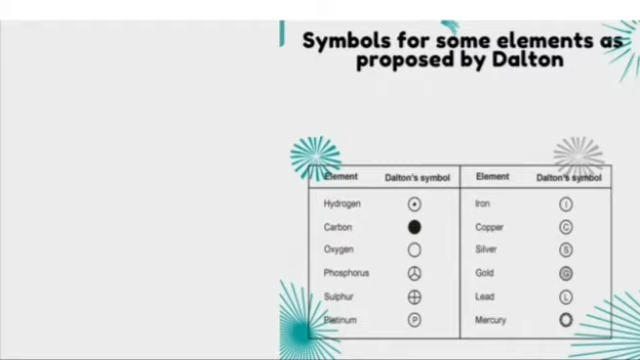 Symbols for some elements as
proposed by Dalton
Element Dalton's symbol Element Dalton's symbol
Hydrogen Iron I
Carbon Copper C
Oxygen Silver S
Phosphorus Gold G
Sulphur Lead L
Platinum P Mercury